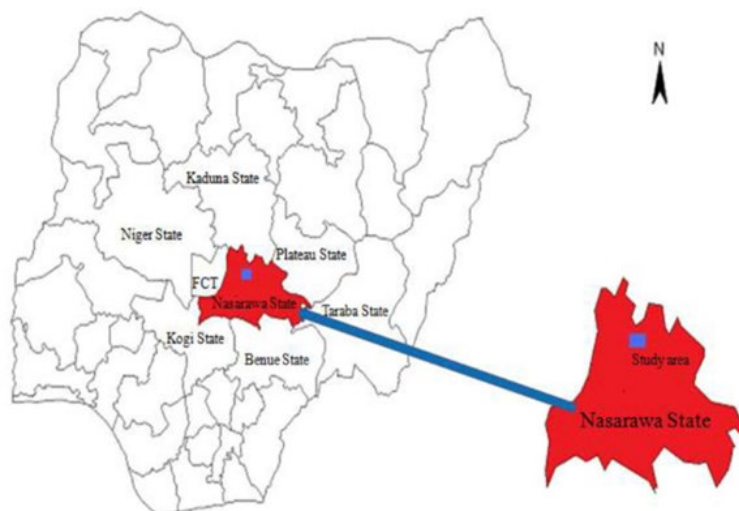 N
Kaduna State
Niger State
Plateau State
FCT
Nasarawa State
Taraba State
Kogi State
Benue State
Study area
Nasarawa State